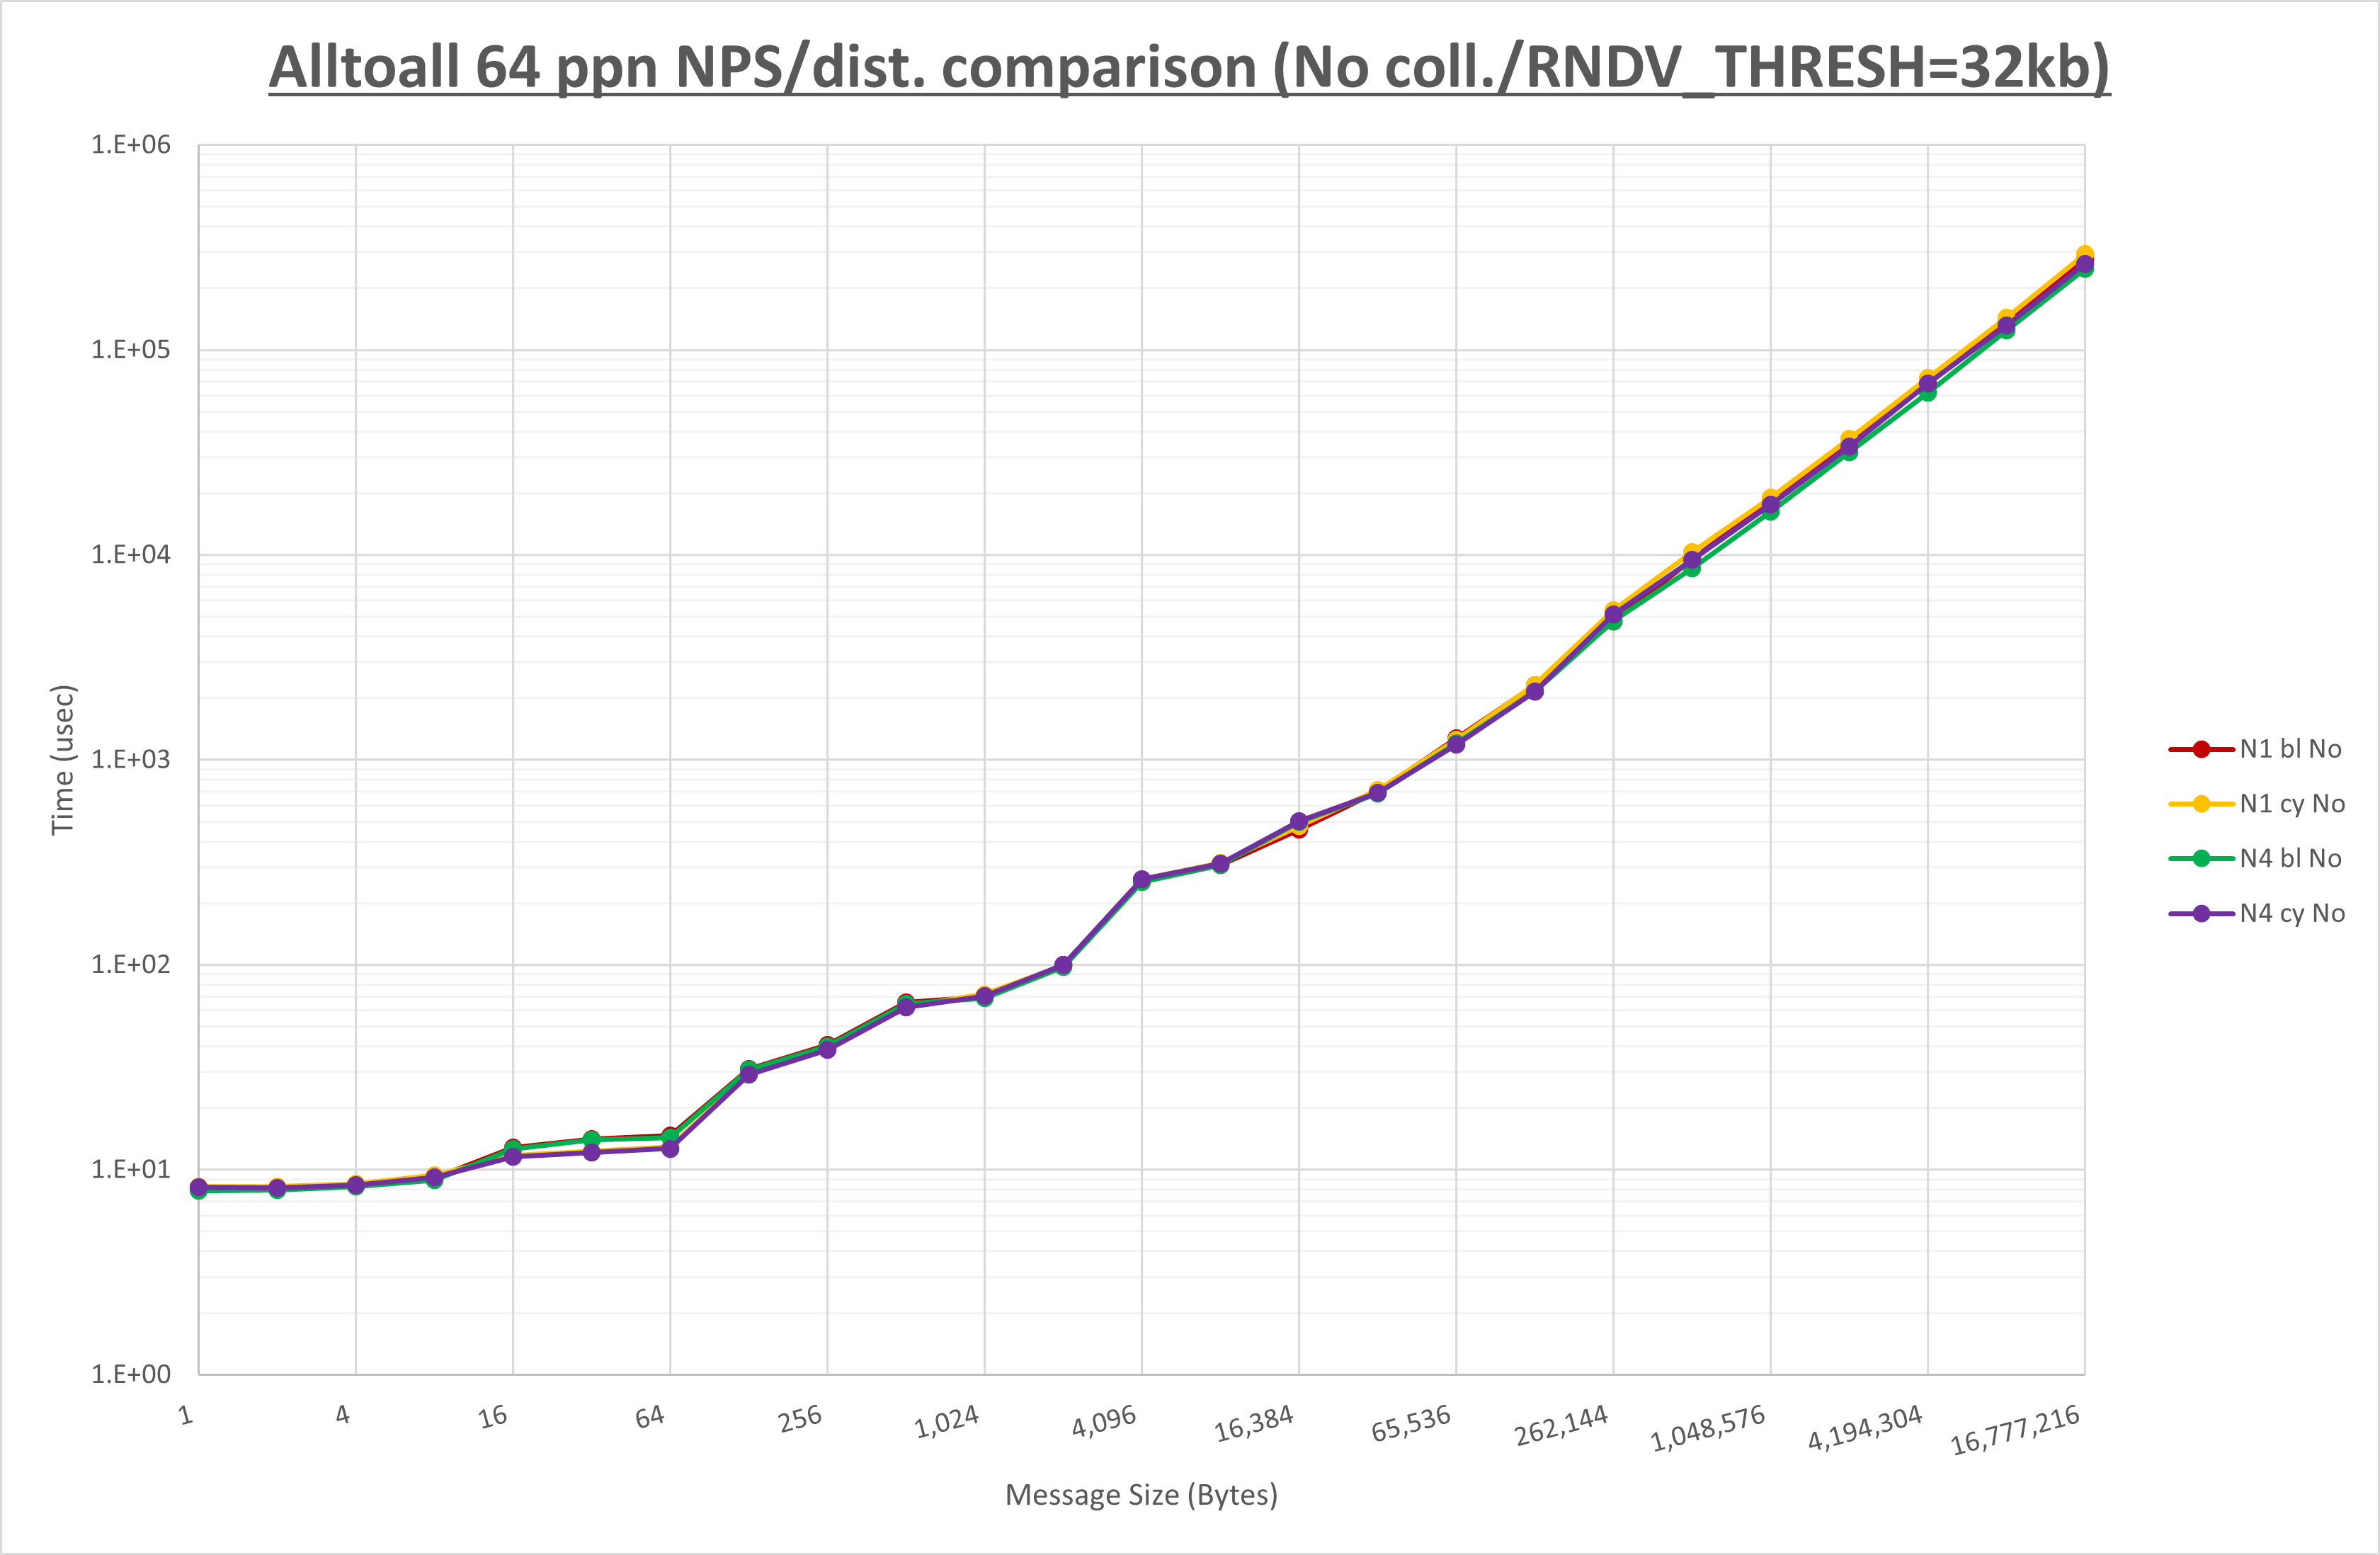 Alltoall 64 ppn NPS/dist. comparison (No coll./RNDV_THRESH=32kb)
1.E+06
1.E+05
1.E+04
1.E+03
1.E+02
1.E+01
1.E+00
Time (usec)
1
4
16
64
256
1,024
4,096
16,384
65,536
262,144
1,048,576
4,194,304
16,777,216
Message Size (Bytes)
N1 bl No
N1 cy No
N4 bl No
N4 cy No